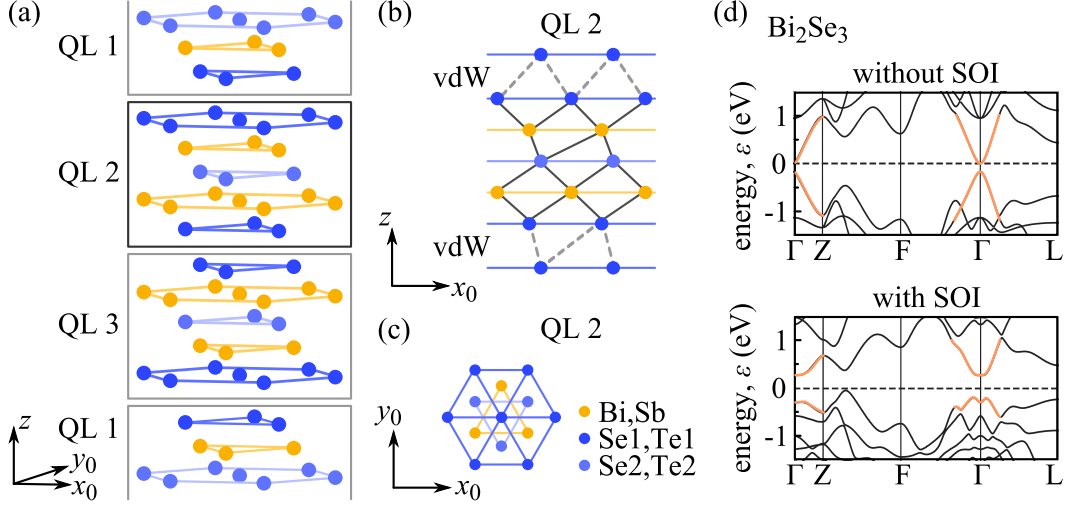 (a)
QL 1
QL 2
QL 3
QL 1
z
y₀
x₀
(b)
QL 2
vdW
vdW
z
x₀
(c)
QL 2
y₀
x₀
Bi,Sb
Se1,Te1
Se2,Te2
(d)
Bi₂Se₃
without SOI
energy, ε (eV)
1
0
-1
Γ Z F Γ L
with SOI
energy, ε (eV)
1
0
-1
Γ Z F Γ L